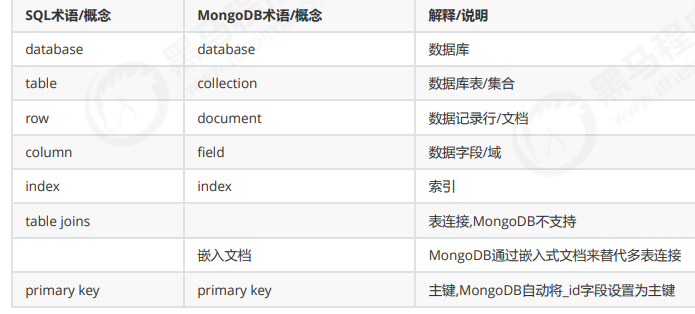 SQL术语/概念 MongoDB术语/概念 解释/说明
database database 数据库
table collection 数据库表/集合
row document 数据记录行/文档
column field 数据字段/域
index index 索引
table joins 表连接,MongoDB不支持
嵌入文档 MongoDB通过嵌入式文档来替代多表连接
primary key primary key 主键,MongoDB自动将_id字段设置为主键